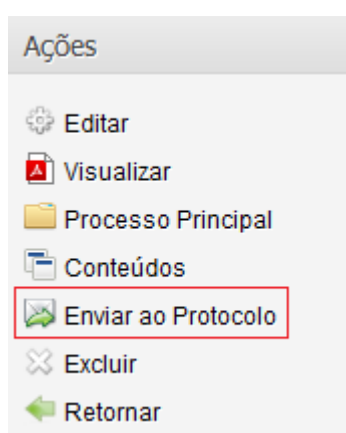 Ações
Editar
Visualizar
Processo Principal
Conteúdos
Enviar ao Protocolo
Excluir
Retornar